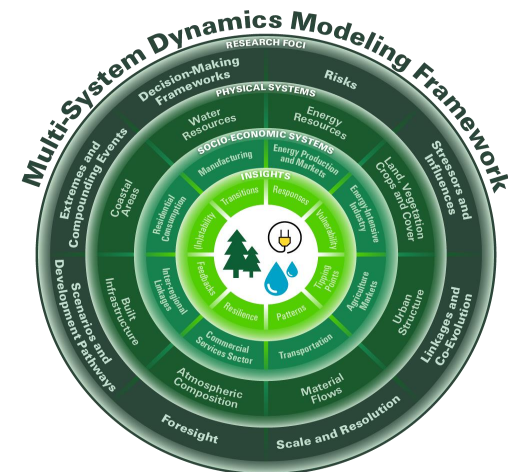 Multi-System Dynamics Modeling Framework
RESEARCH FOCI
Decision-Making
Frameworks
Risks
Stressors and
Influences
Linkages and
Co-Evolution
Scale and Resolution
Foresight
Scenarios and
Development Pathways
Extremes and
Compounding Events
PHYSICAL SYSTEMS
Water
Resources
Energy
Resources
Land, Vegetation
Crops and Cover
Urban
Structure
Material
Flows
Atmospheric
Composition
Built
Infrastructure
Coastal
Areas
SOCIO-ECONOMIC SYSTEMS
Manufacturing
Energy Production
and Markets
Energy-Intensive
Industry
Agriculture
Markets
Transportation
Commercial
Services Sector
Inter-regional
Linkages
Residential
Consumption
INSIGHTS
Transitions
Responses
Vulnerability
Tipping
Points
Patterns
Resilience
Feedbacks
(In)stability